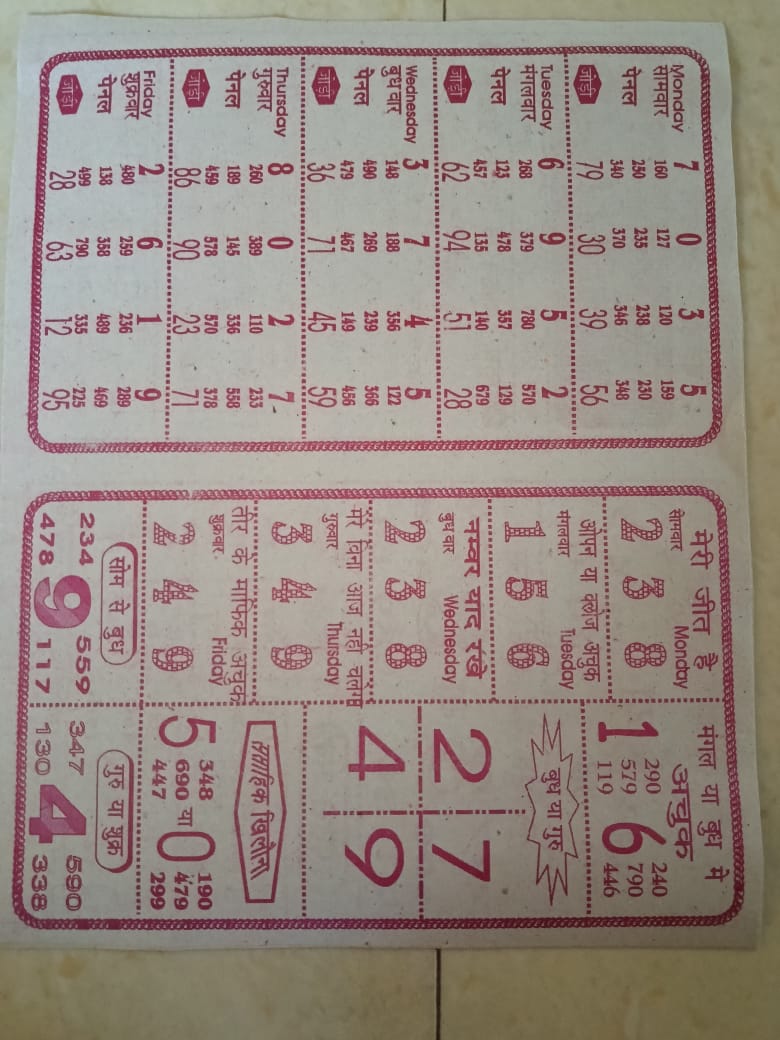 Monday 7 0 3 5
सोमवार 160 127 120 159
पेनल 250 235 238 230
340 370 346 348
जोडी 79 30 39 56
Tuesday 6 9 5 2
मंगलवार 268 379 780 570
पेनल 123 478 357 129
457 135 140 679
जोडी 62 94 51 28
Wednesday 3 7 4 5
बुधवार 148 188 356 122
पेनल 490 269 239 366
479 467 149 456
जोडी 36 71 45 59
Thursday 8 0 2 7
गुरुवार 260 389 110 233
पेनल 189 145 336 558
459 578 570 378
जोडी 86 90 23 71
Friday 2 6 1 9
शुक्रवार 480 259 236 289
पेनल 138 358 489 469
499 790 335 225
जोडी 28 63 12 95
मेरी जीत है
सोमवार Monday
2 3 8
ओपन या क्लोज अचुक
मंगलवार Tuesday
1 5 6
नम्बर याद रखे
बुधवार Wednesday
2 3 8
मेरे बिना आज नही चलाम
गुरुवार Thursday
3 4 9
तीर के माफिक अचुक
शुक्रवार Friday
2 4 9
सोम से बुध
234 559
9
478 117
मंगल या बुध मे
अचुक
290 240
1 579 6 790
119 446
बुध या गुरु
2 7
4 9
348 190
5 690 या 0 479
447 299
गुरु या शुक्र
347 590
4
130 338